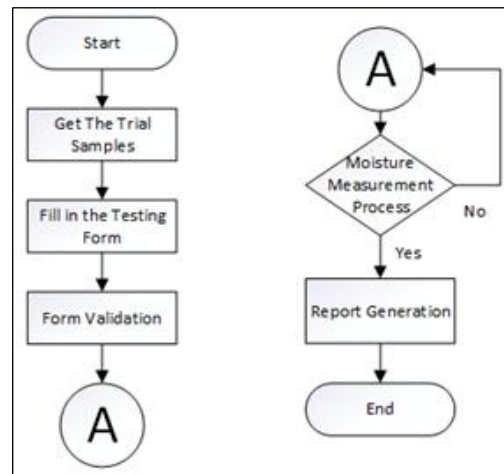 Start
Get The Trial
Samples
Fill in the Testing
Form
Form Validation
A
A
Moisture
Measurement
Process
No
Yes
Report Generation
End